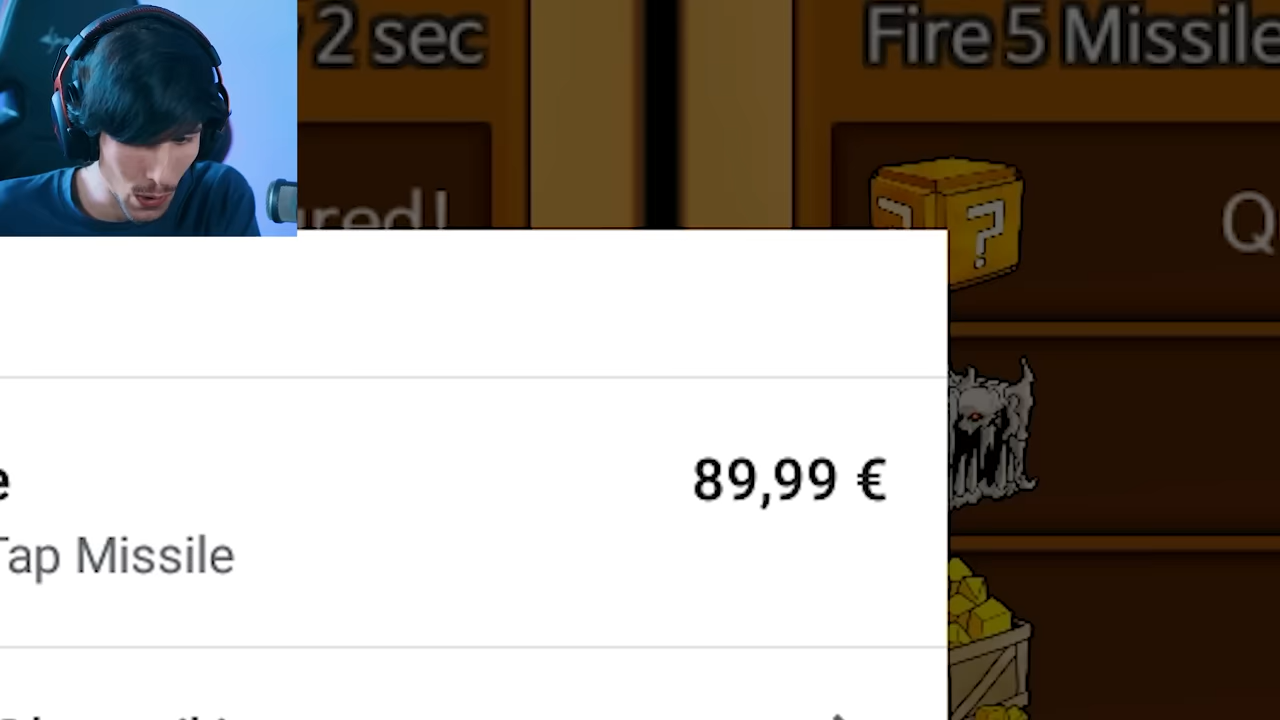 2 sec
Fire 5 Missile
?
89,99 €
Tap Missile